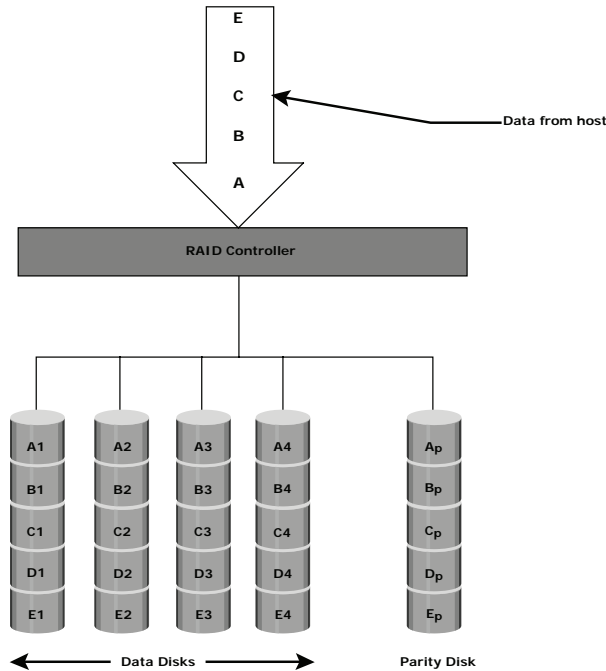 E
D
C
B
A
Data from host
RAID Controller
A1 A2 A3 A4 Ap
B1 B2 B3 B4 Bp
C1 C2 C3 C4 Cp
D1 D2 D3 D4 Dp
E1 E2 E3 E4 Ep
Data Disks Parity Disk